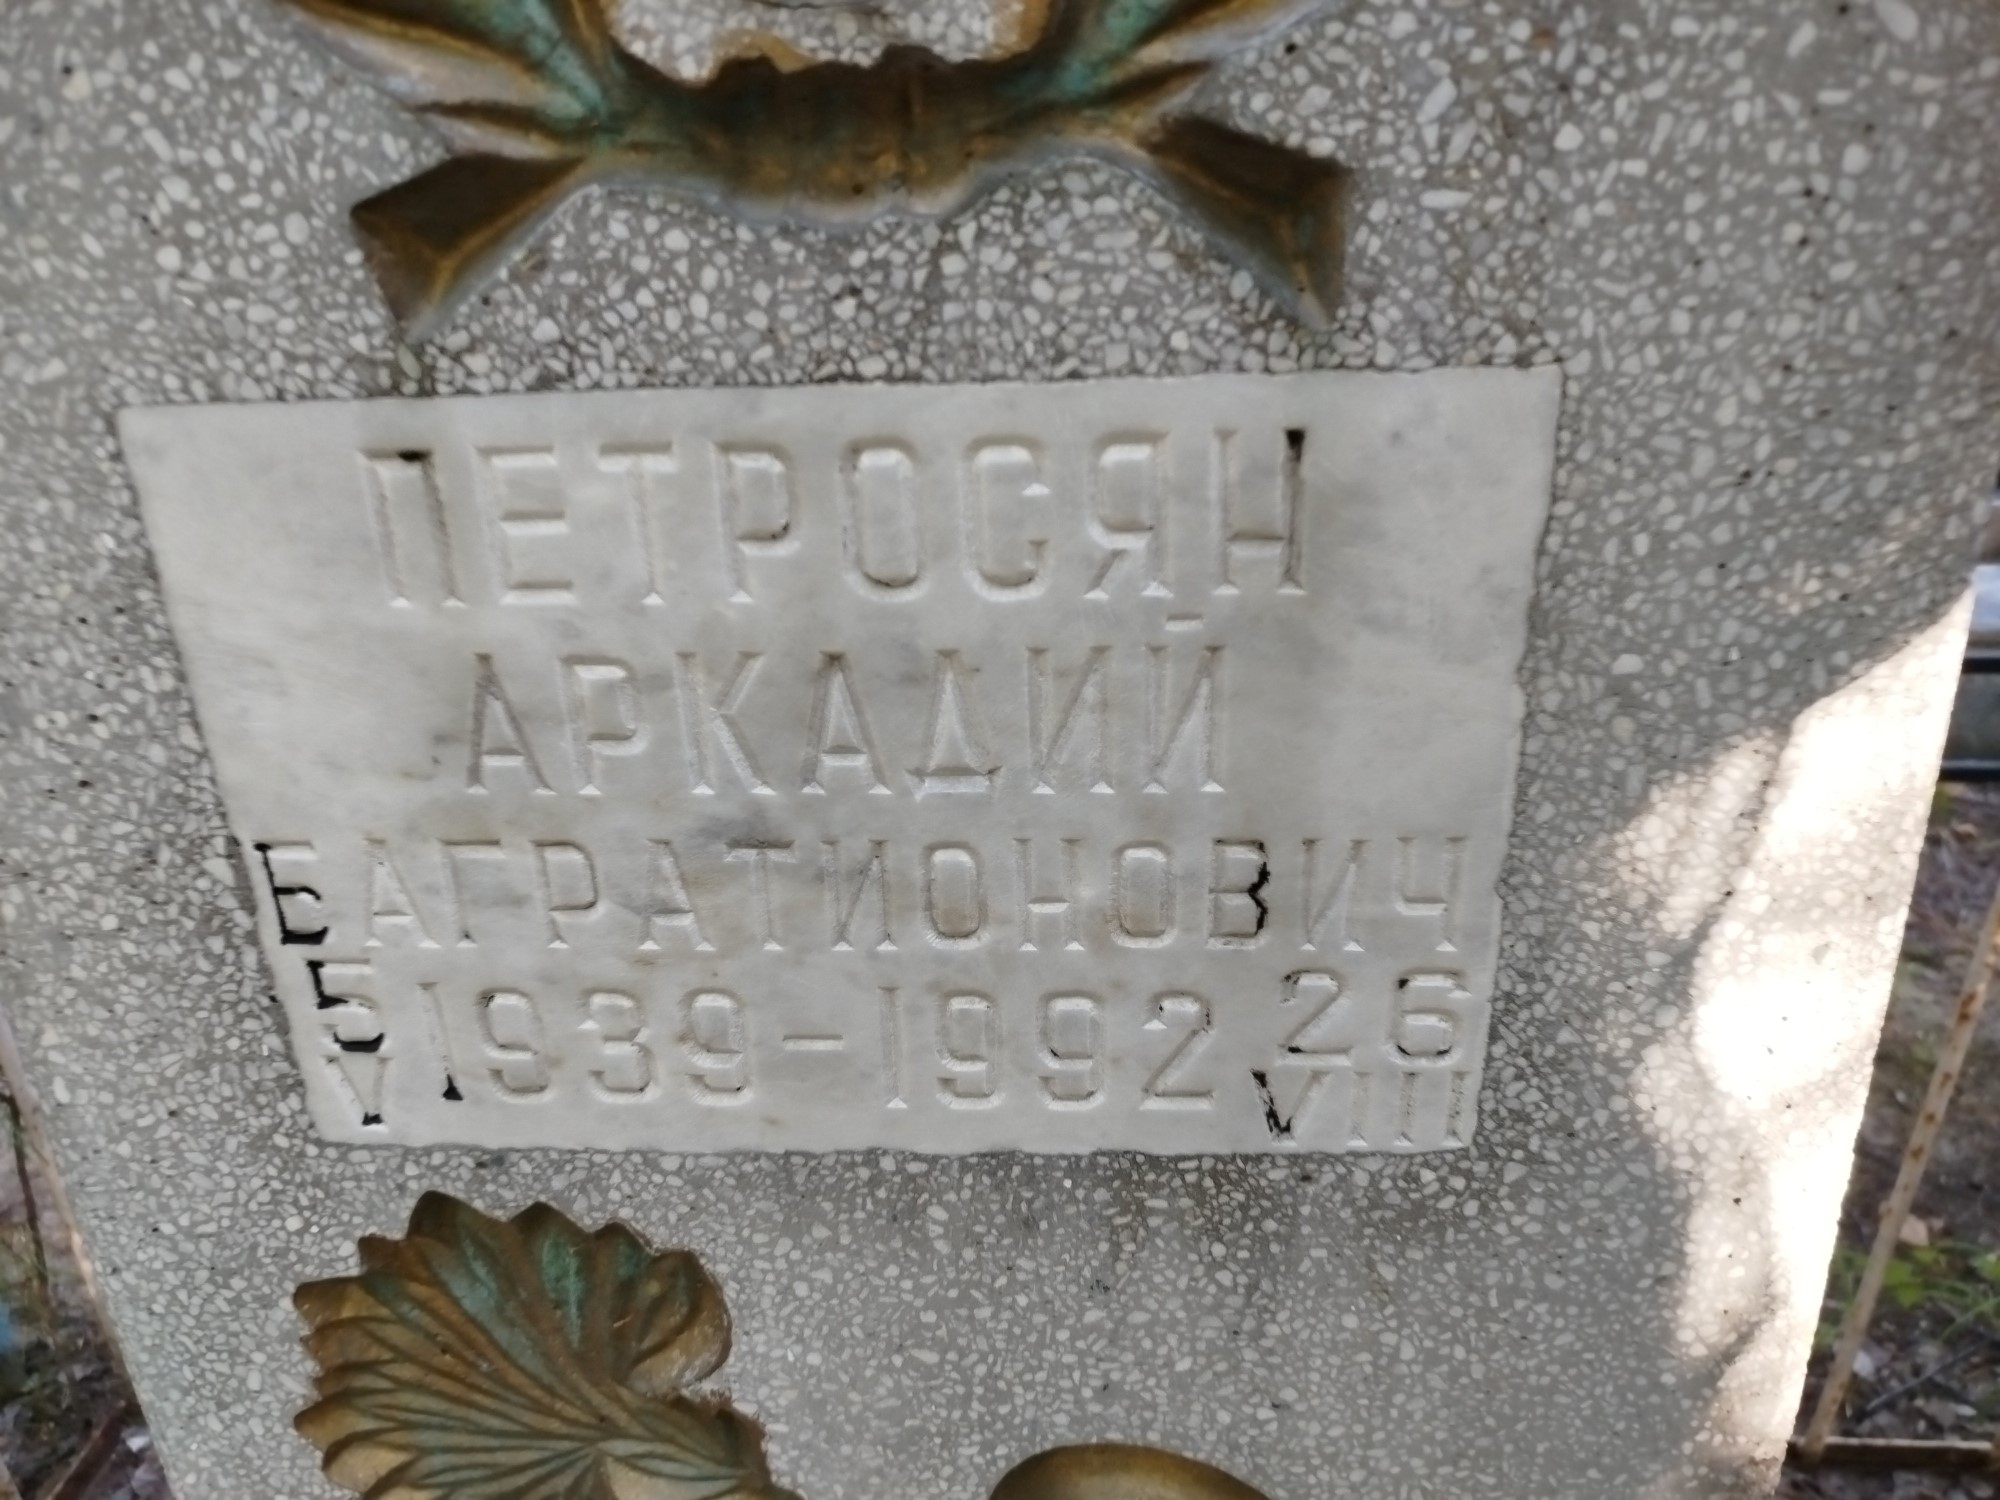 ПЕТРОСЯН
АРКАДИЙ
БАГРАТИОНОВИЧ
5 1939-1992 26
V VIII